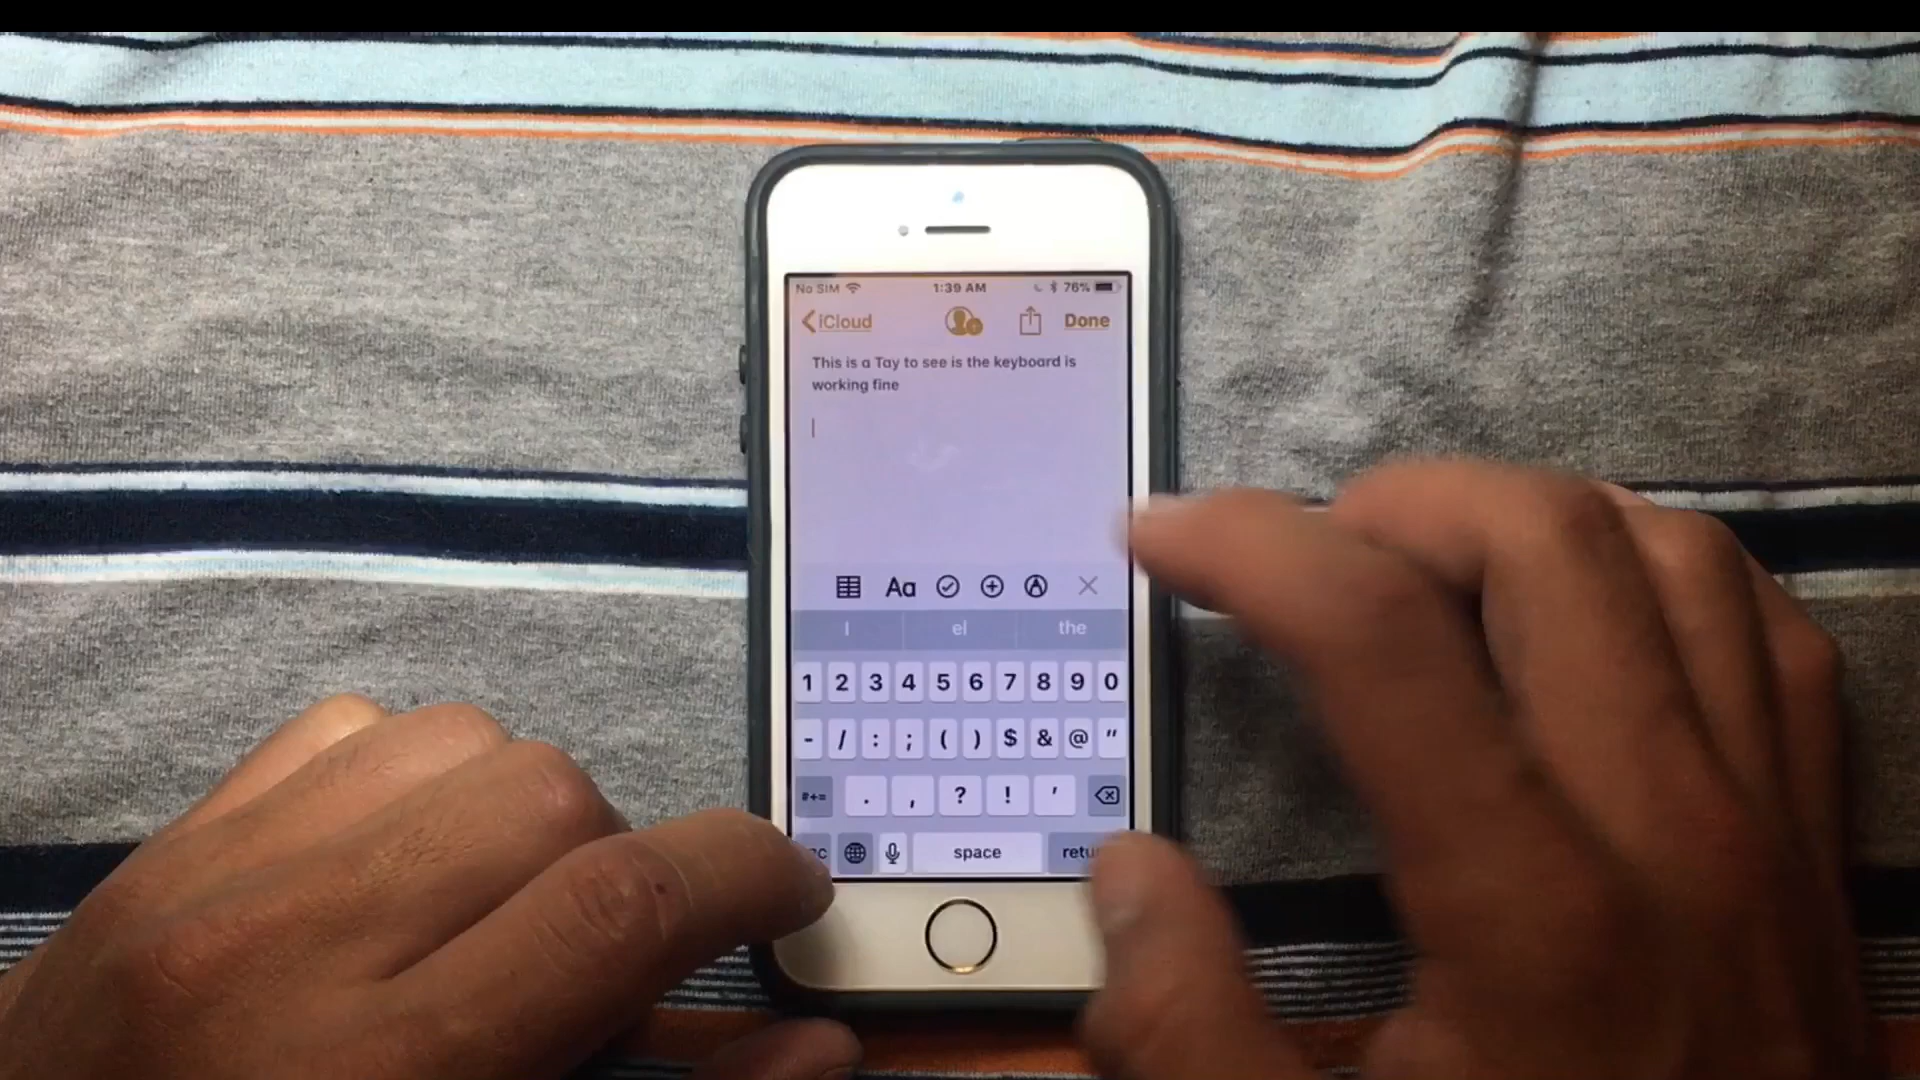 No SIM 1:39 AM 76%
iCloud Done
This is a Tay to see is the keyboard is
working fine
Aa
I el the
1 2 3 4 5 6 7 8 9 0
- / : ; ( ) $ & @ "
#+= . , ? ! '
space